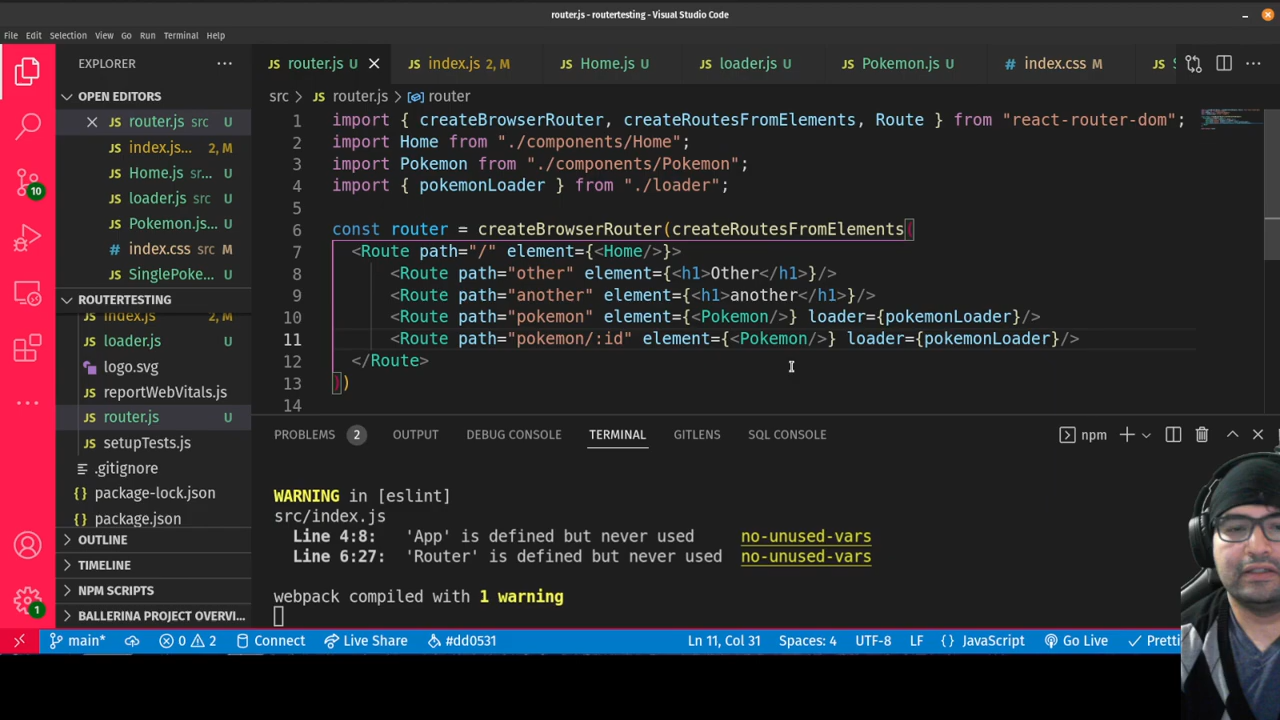 router.js - routertesting - Visual Studio Code
File Edit Selection View Go Run Terminal Help
EXPLORER
OPEN EDITORS
JS router.js src U
JS index.js... 2, M
JS Home.js sr... U
JS loader.js src U
JS Pokemon.js... U
# index.css src M
JS SinglePoke... U
ROUTERTESTING
JS index.js M
JS loader.js U
logo.svg
JS reportWebVitals.js
JS router.js U
JS setupTests.js
.gitignore
{} package-lock.json
{} package.json
OUTLINE
TIMELINE
NPM SCRIPTS
BALLERINA PROJECT OVERVI...
10
1
JS router.js U JS index.js 2, M JS Home.js U JS loader.js U JS Pokemon.js U # index.css M JS
src > JS router.js > router
1 import { createBrowserRouter, createRoutesFromElements, Route } from "react-router-dom";
2 import Home from "./components/Home";
3 import Pokemon from "./components/Pokemon";
4 import { pokemonLoader } from "./loader";
5
6 const router = createBrowserRouter(createRoutesFromElements(
7 <Route path="/" element={<Home/>}>
8 <Route path="other" element={<h1>Other</h1>}/>
9 <Route path="another" element={<h1>another</h1>}/>
10 <Route path="pokemon" element={<Pokemon/>} loader={pokemonLoader}/>
11 <Route path="pokemon/:id" element={<Pokemon/>} loader={pokemonLoader}/>
12 </Route>
13 ))
14
PROBLEMS 2 OUTPUT DEBUG CONSOLE TERMINAL GITLENS SQL CONSOLE npm
WARNING in [eslint]
src/index.js
Line 4:8: 'App' is defined but never used no-unused-vars
Line 6:27: 'Router' is defined but never used no-unused-vars
webpack compiled with 1 warning
main* 0 2 Connect Live Share #dd0531 Ln 11, Col 31 Spaces: 4 UTF-8 LF JavaScript Go Live Pretti